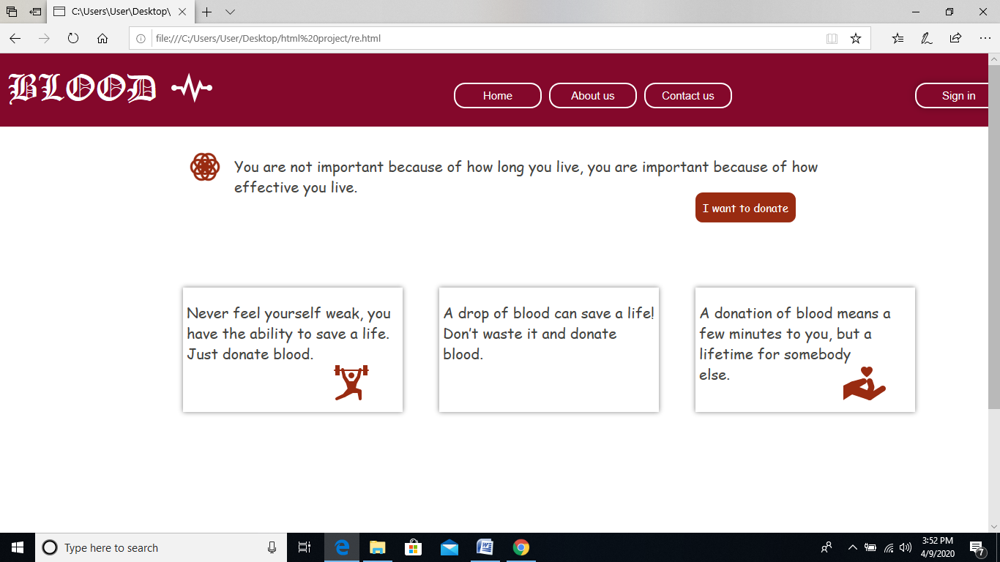 C:\Users\User\Desktop\
file:///C:/Users/User/Desktop/html%20project/re.html
BLOOD
Home
About us
Contact us
Sign in
You are not important because of how long you live, you are important because of how
effective you live.
I want to donate
Never feel yourself weak, you
have the ability to save a life.
Just donate blood.
A drop of blood can save a life!
Don't waste it and donate
blood.
A donation of blood means a
few minutes to you, but a
lifetime for somebody
else.
Type here to search
3:52 PM
4/9/2020
7